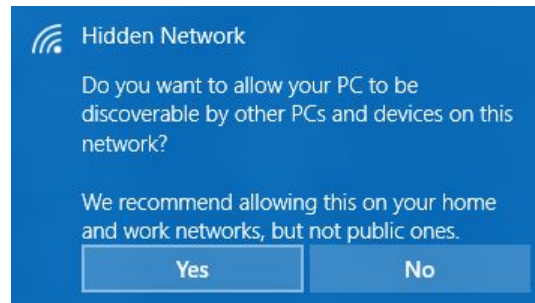 Hidden Network
Do you want to allow your PC to be
discoverable by other PCs and devices on this
network?
We recommend allowing this on your home
and work networks, but not public ones.
Yes
No